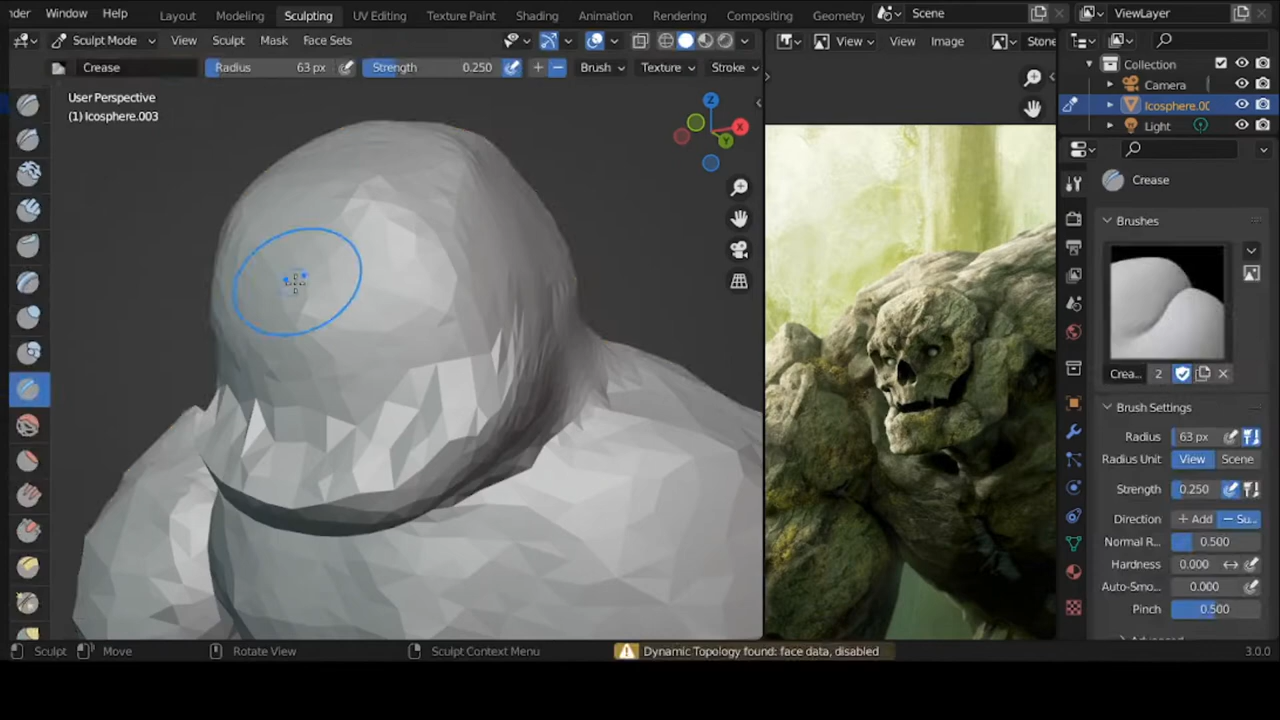 nder Window Help Layout Modeling Sculpting UV Editing Texture Paint Shading Animation Rendering Compositing Geometry Scene ViewLayer
Sculpt Mode View Sculpt Mask Face Sets View View Image Stone
Collection
Crease Radius 63 px Strength 0.250 Brush Texture Stroke
Camera
User Perspective
(1) Icosphere.003
Icosphere.00
Light
Z
X
Y
Crease
Brushes
Crea... 2
Brush Settings
Radius 63 px
Radius Unit View Scene
Strength 0.250
Direction Add Su...
Normal R... 0.500
Hardness 0.000
Auto-Smo... 0.000
Pinch 0.500
Sculpt Move Rotate View Sculpt Context Menu Dynamic Topology found: face data, disabled 3.0.0